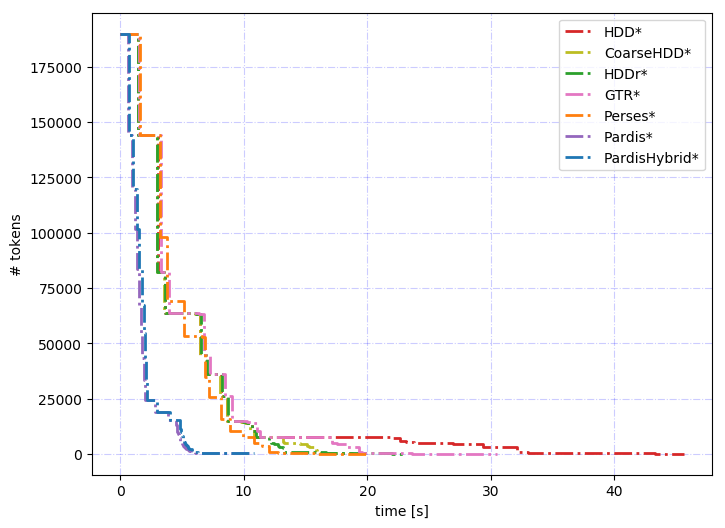 HDD*
CoarseHDD*
HDDr*
GTR*
Perses*
Pardis*
PardisHybrid*
175000
150000
125000
100000
75000
50000
25000
0
# tokens
0 10 20 30 40
time [s]